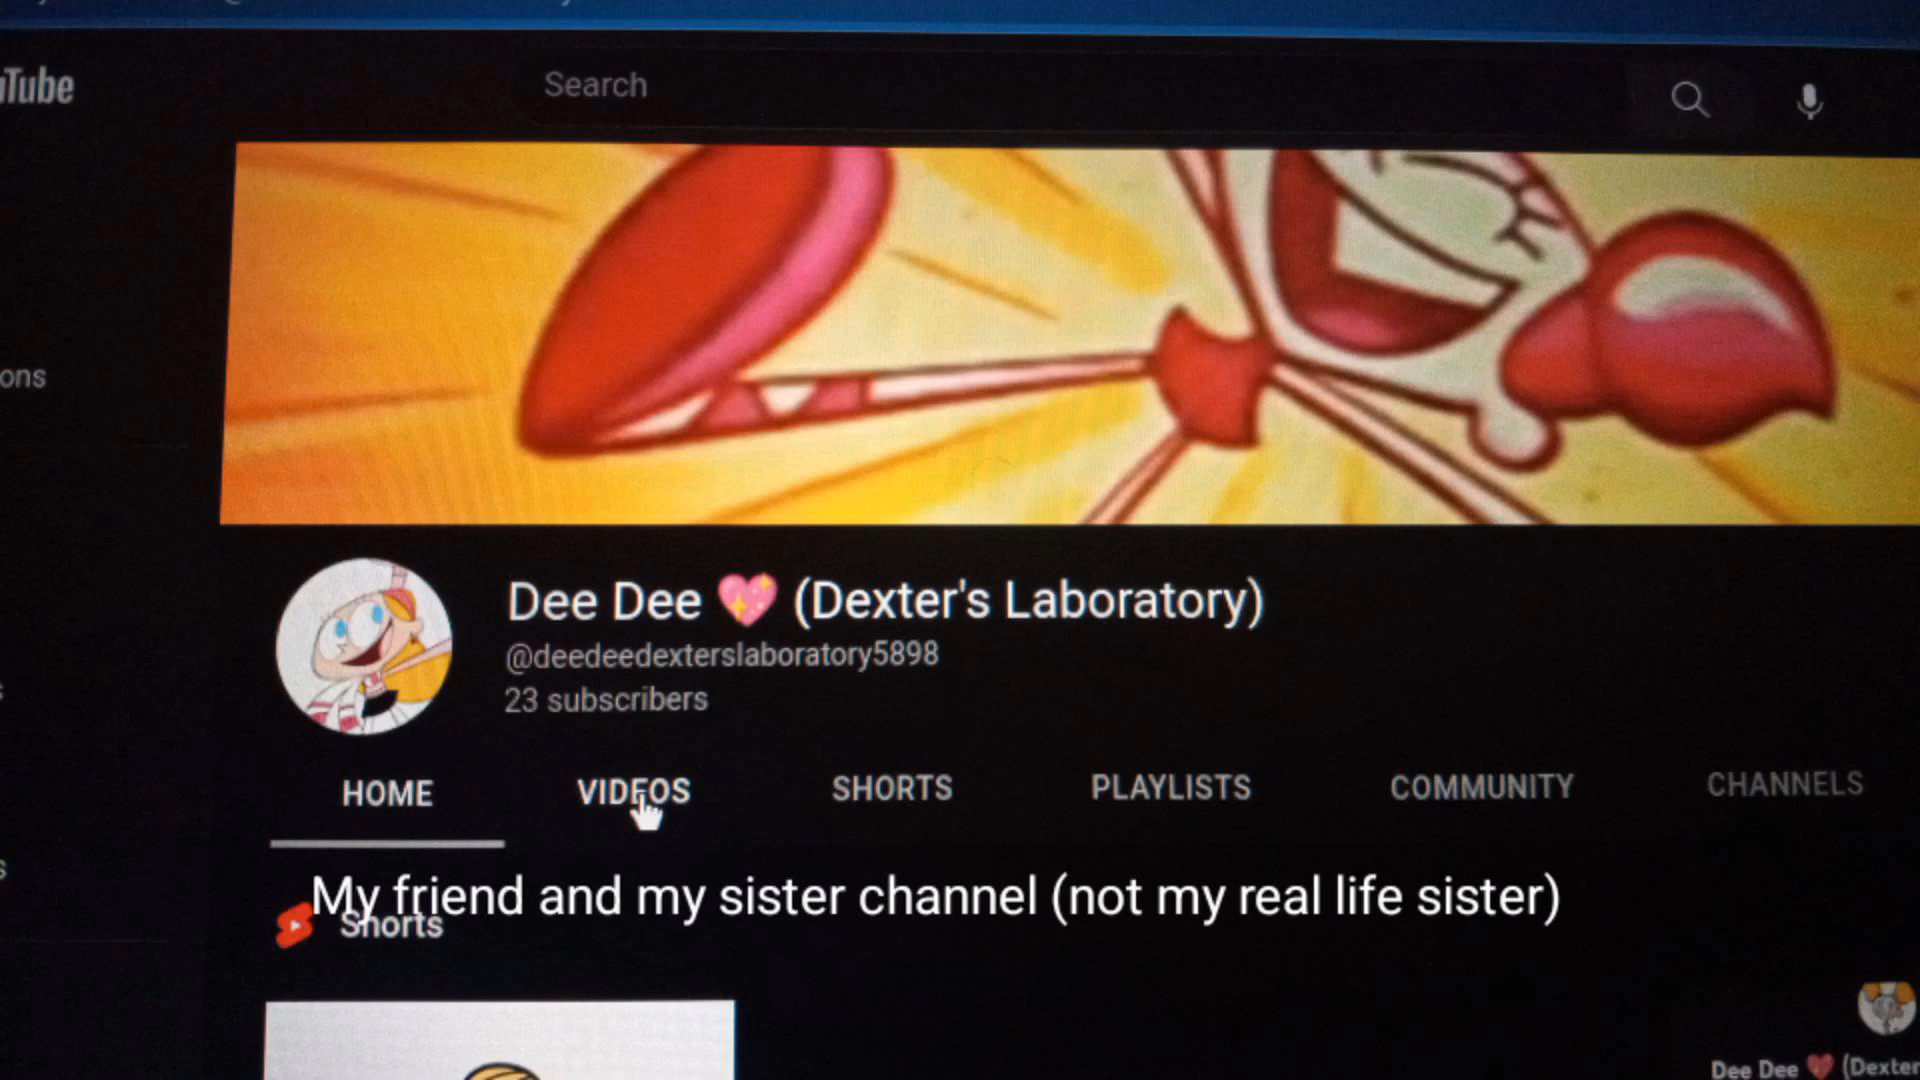 uTube
Search
ons
Dee Dee 💖 (Dexter's Laboratory)
@deedeedexterslaboratory5898
23 subscribers
HOME VIDEOS SHORTS PLAYLISTS COMMUNITY CHANNELS
My friend and my sister channel (not my real life sister)
Shorts
Dee Dee 💖 (Dexter